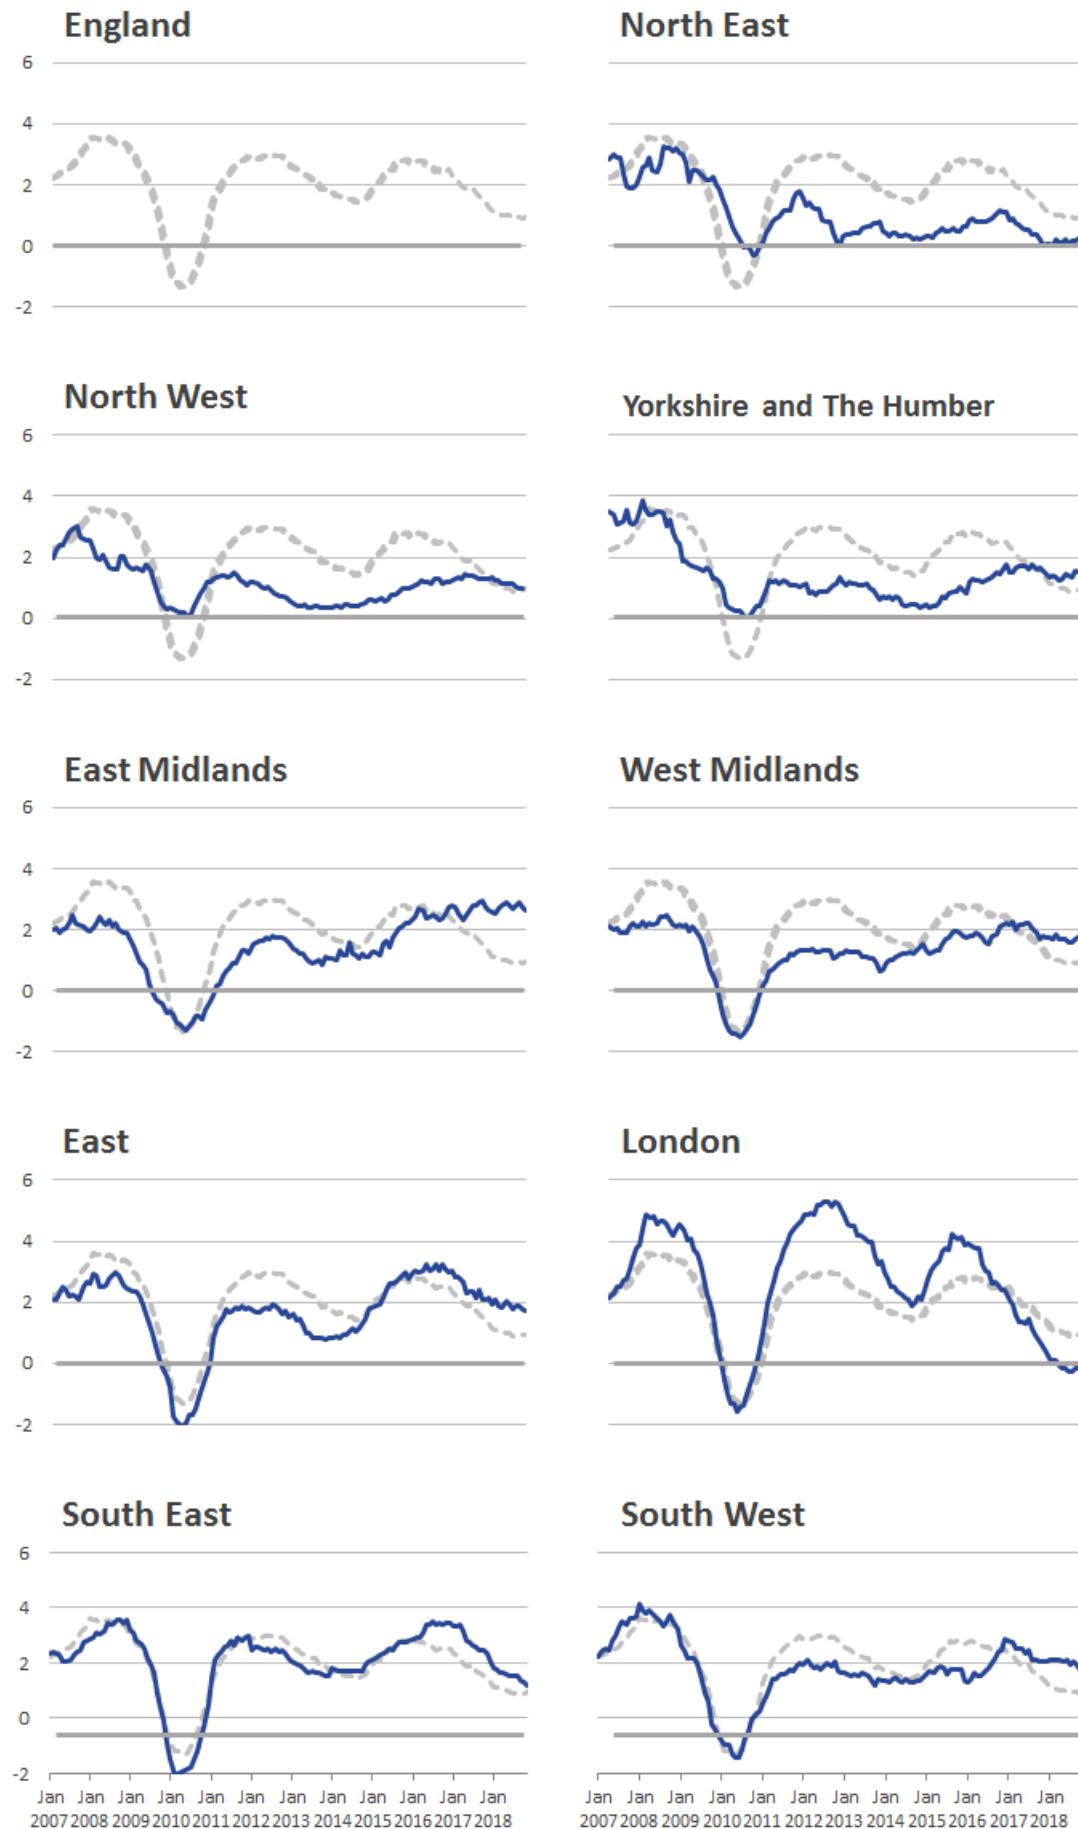 England
North East
6
4
2
0
-2
North West
Yorkshire and The Humber
6
4
2
0
-2
East Midlands
West Midlands
6
4
2
0
-2
East
London
6
4
2
0
-2
South East
South West
6
4
2
0
-2
Jan Jan Jan Jan Jan Jan Jan Jan Jan Jan Jan Jan
2007 2008 2009 2010 2011 2012 2013 2014 2015 2016 2017 2018
Jan Jan Jan Jan Jan Jan Jan Jan Jan Jan Jan Jan
2007 2008 2009 2010 2011 2012 2013 2014 2015 2016 2017 2018